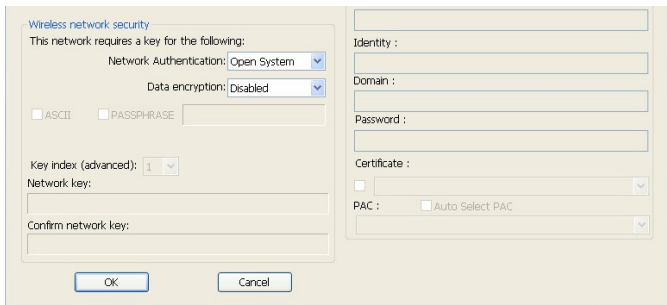 Wireless network security
This network requires a key for the following:
Network Authentication: Open System
Data encryption: Disabled
ASCII PASSPHRASE
Key index (advanced): 1
Network key:
Confirm network key:
OK Cancel
Identity :
Domain :
Password :
Certificate :
PAC : Auto Select PAC